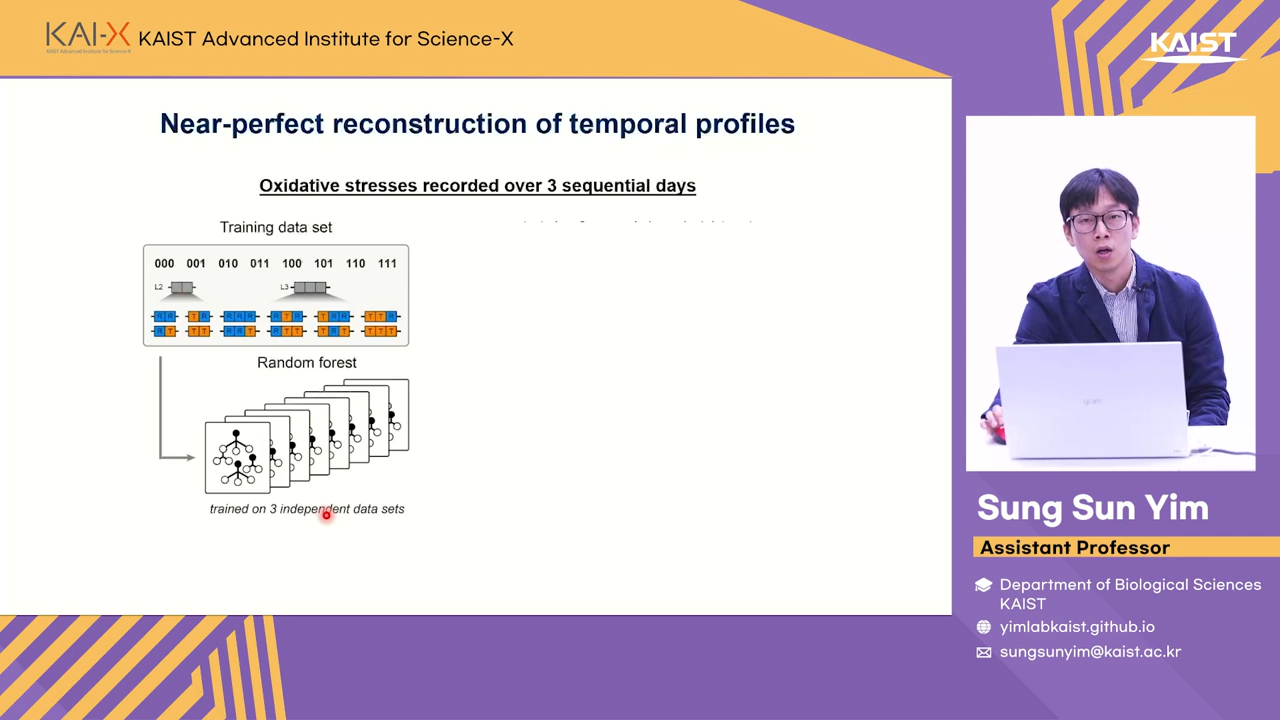 KAI-X
KAIST Advanced Institute for Science-X
KAIST Advanced Institute for Science-X
KAIST
Near-perfect reconstruction of temporal profiles
Oxidative stresses recorded over 3 sequential days
Training data set
000 001 010 011 100 101 110 111
L2 L3
R R T R R R R R T R T R R T T R
R T T T R R T R T T T R T T T T
Random forest
trained on 3 independent data sets
gram
Sung Sun Yim
Assistant Professor
Department of Biological Sciences
KAIST
yimlabkaist.github.io
sungsunyim@kaist.ac.kr